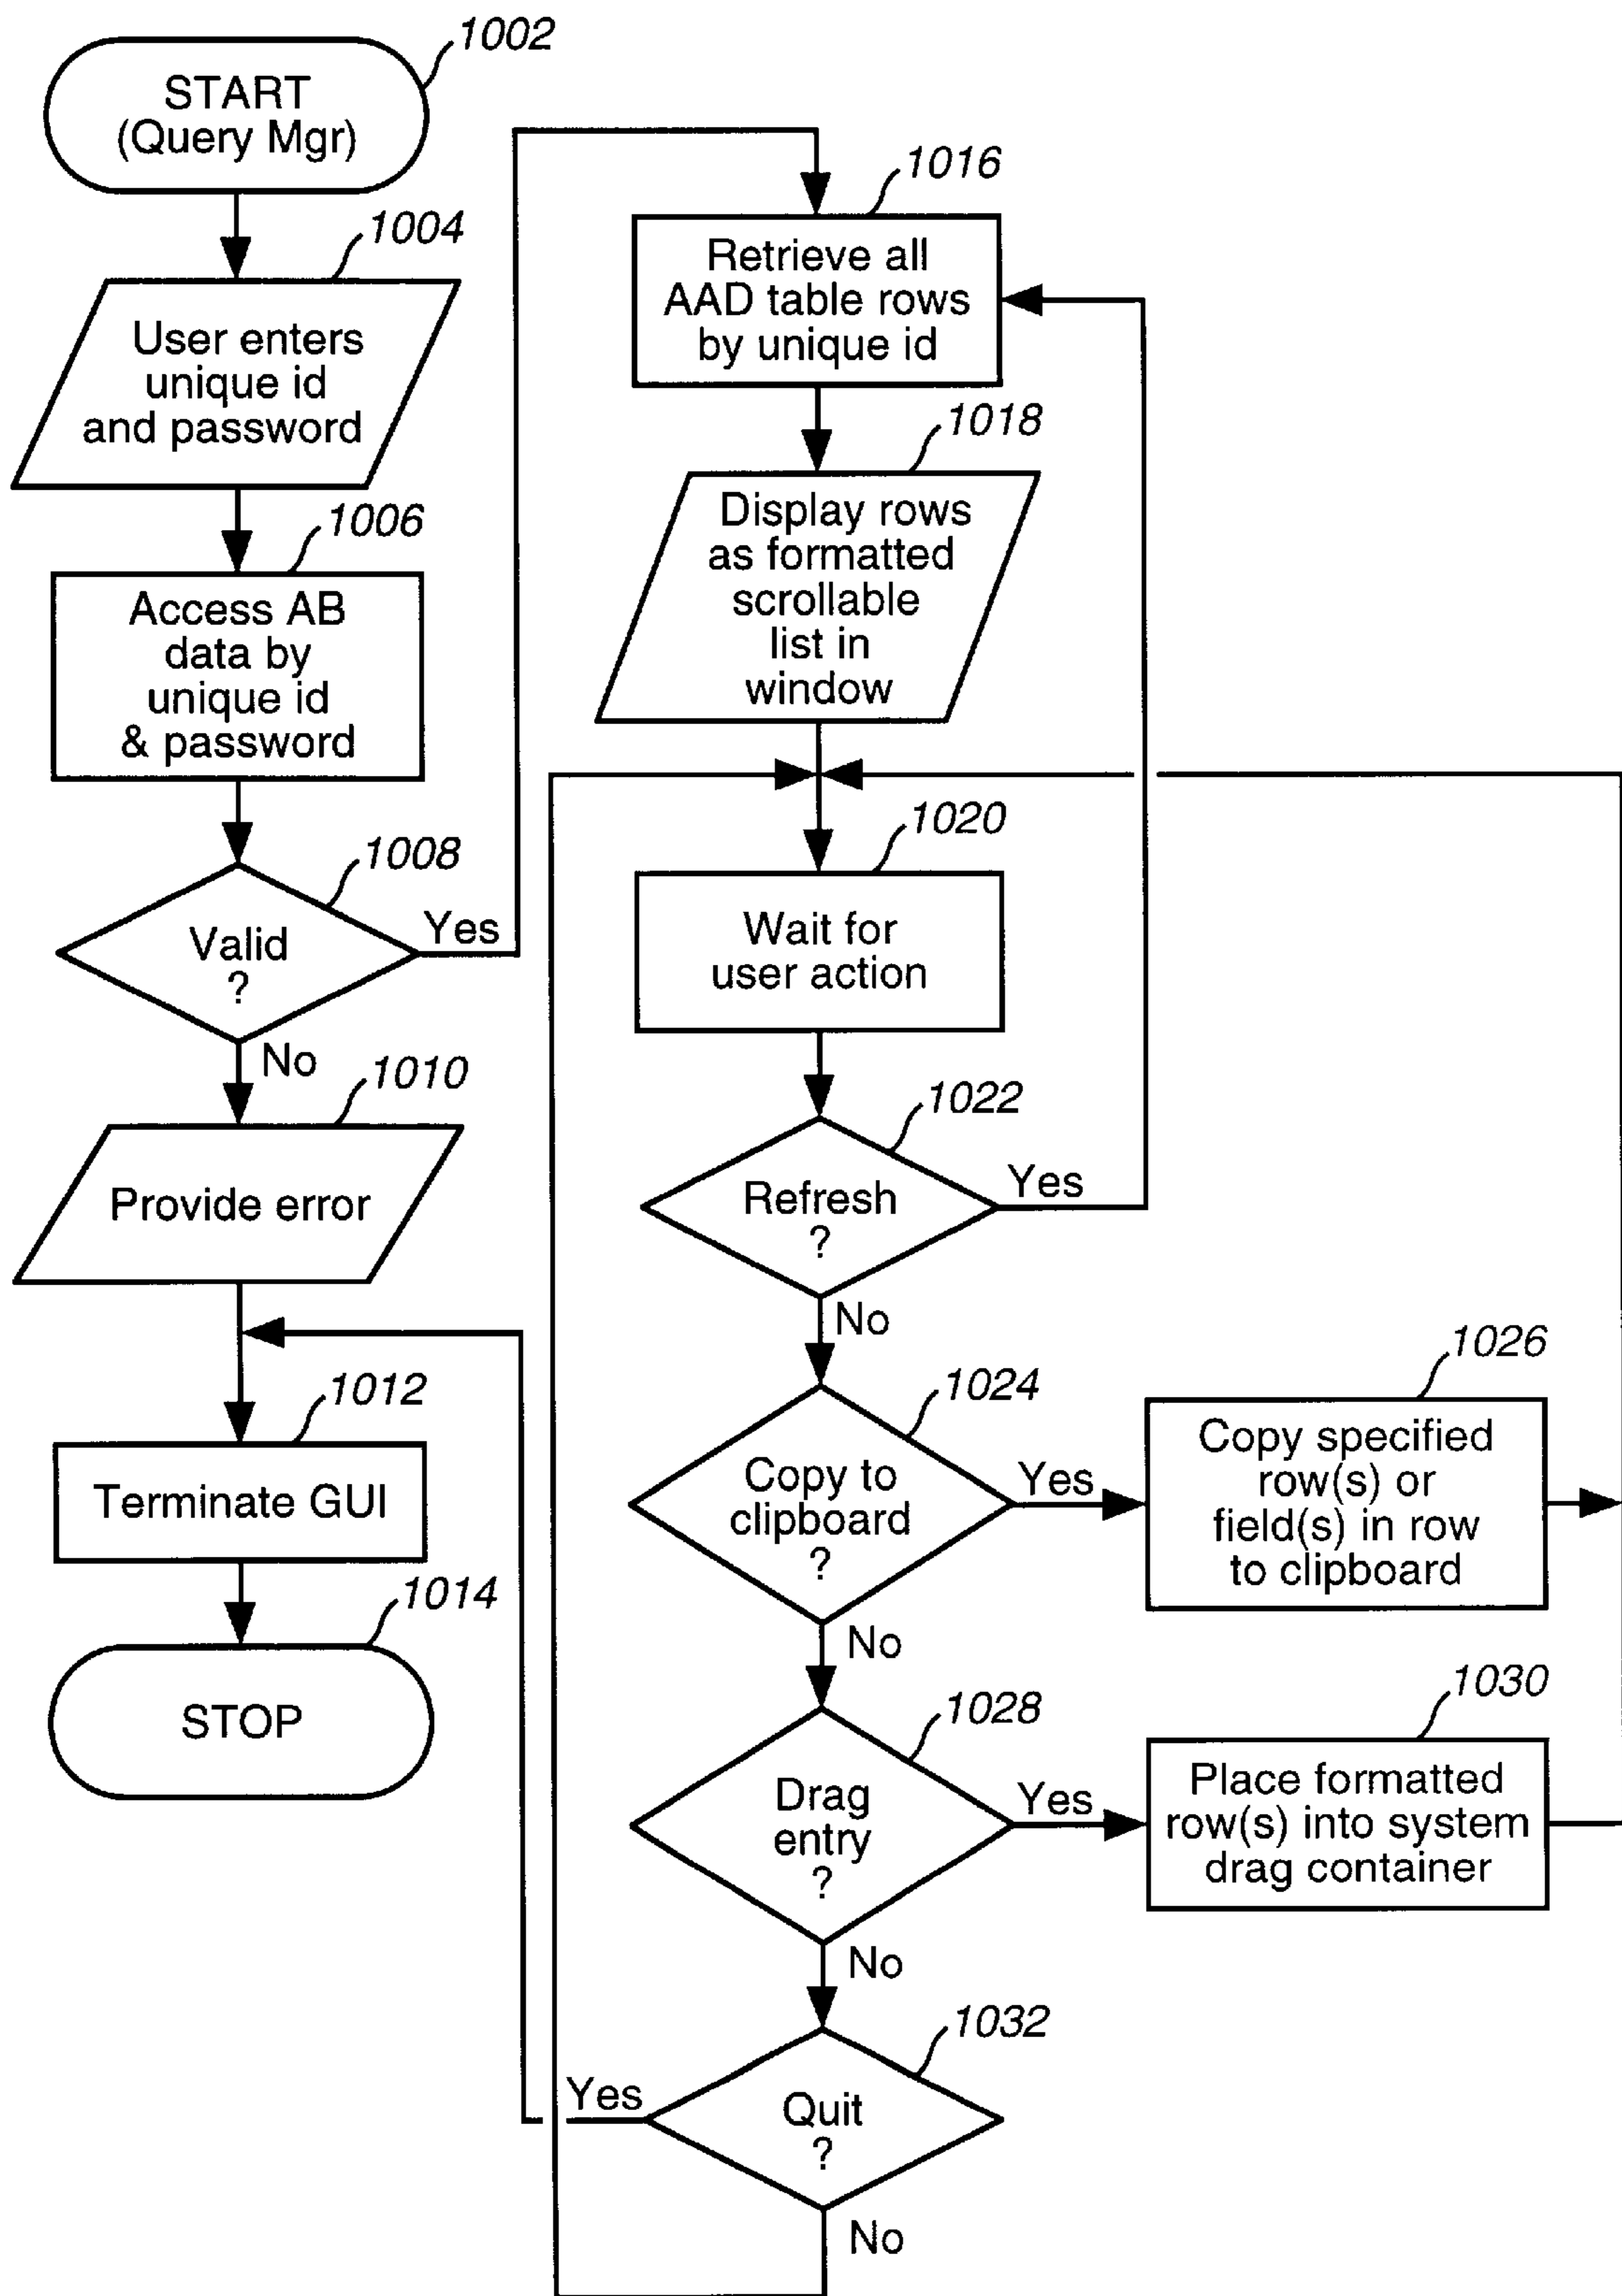 1002
START
(Query Mgr)
1004
User enters
unique id
and password
1006
Access AB
data by
unique id
& password
1008
Valid
?
Yes
No
1010
Provide error
1012
Terminate GUI
1014
STOP
1016
Retrieve all
AAD table rows
by unique id
1018
Display rows
as formatted
scrollable
list in
window
1020
Wait for
user action
1022
Refresh
?
Yes
No
1024
Copy to
clipboard
?
Yes
1026
Copy specified
row(s) or
field(s) in row
to clipboard
No
1028
Drag
entry
?
Yes
1030
Place formatted
row(s) into system
drag container
No
1032
Quit
?
Yes
No